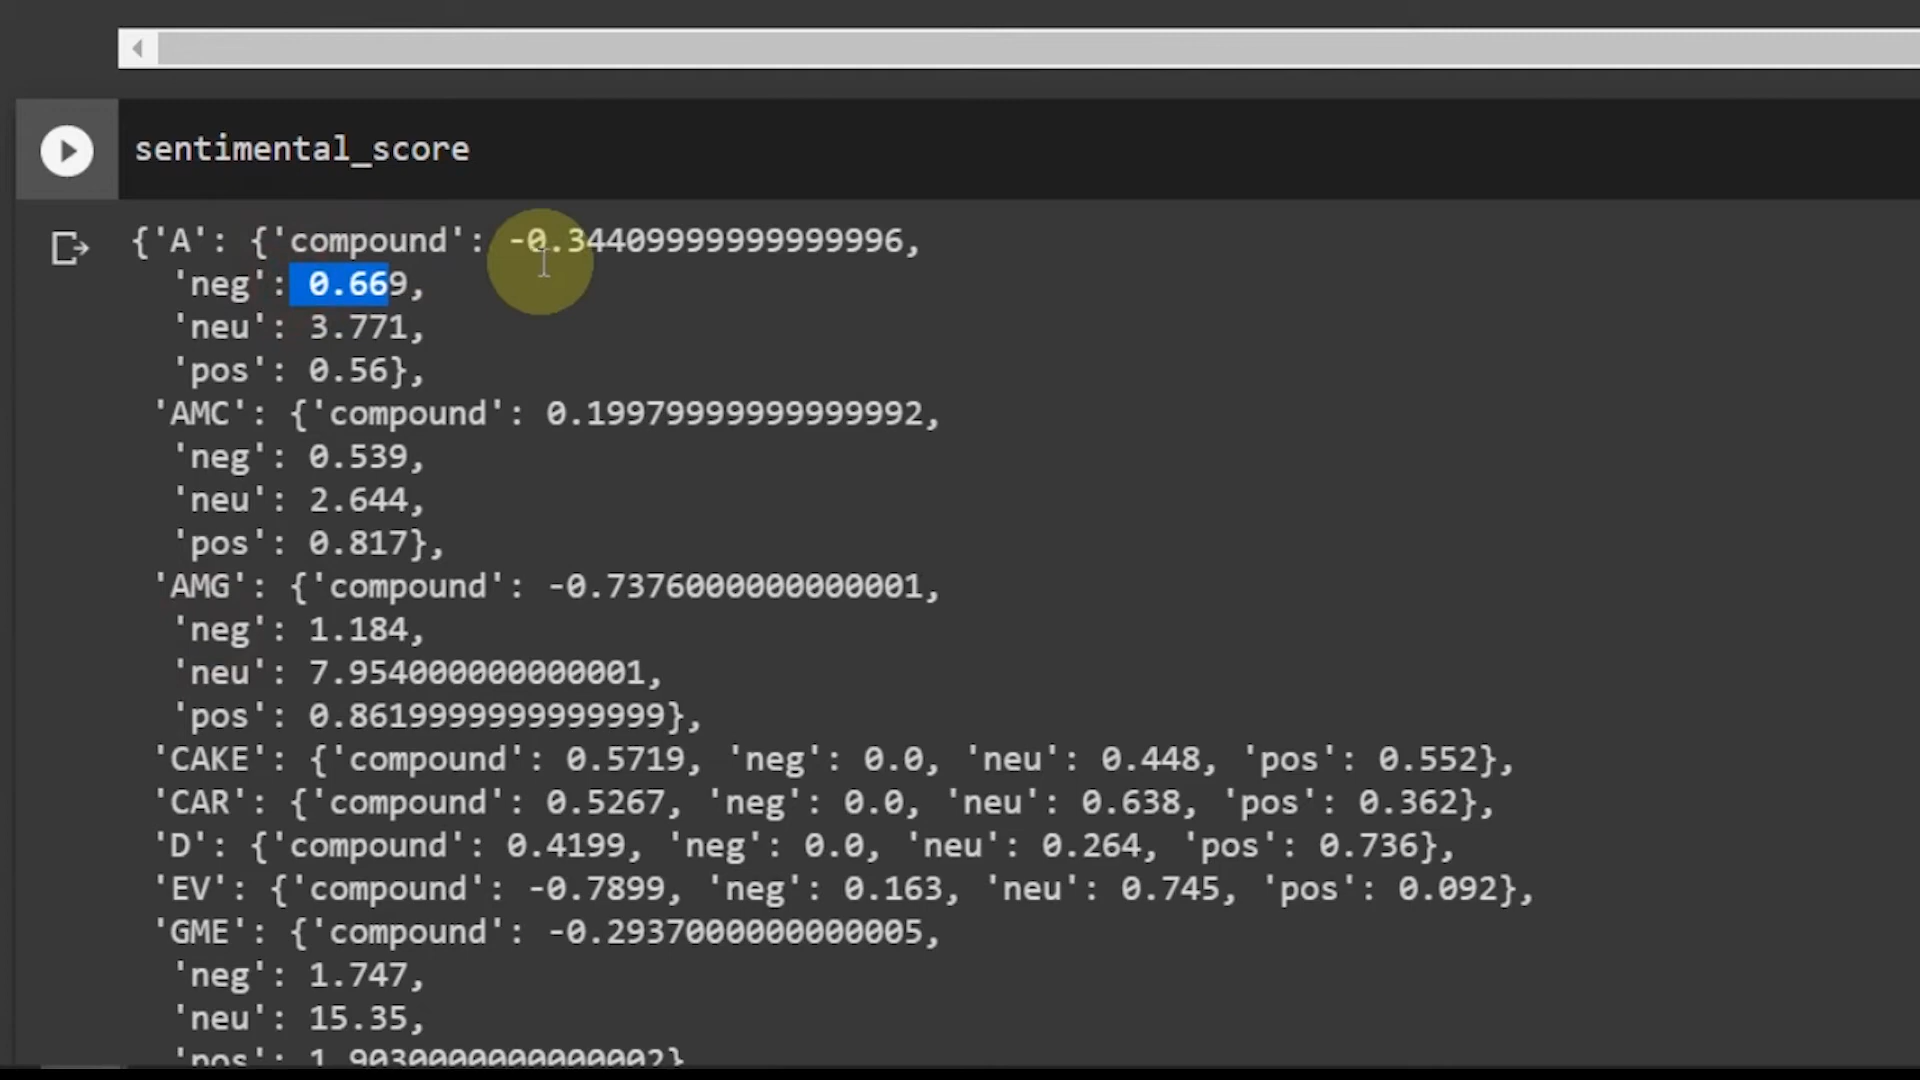 sentimental_score
{'A': {'compound': -0.34409999999999996,
'neg': 0.669,
'neu': 3.771,
'pos': 0.56},
'AMC': {'compound': 0.19979999999999992,
'neg': 0.539,
'neu': 2.644,
'pos': 0.817},
'AMG': {'compound': -0.7376000000000001,
'neg': 1.184,
'neu': 7.954000000000001,
'pos': 0.8619999999999999},
'CAKE': {'compound': 0.5719, 'neg': 0.0, 'neu': 0.448, 'pos': 0.552},
'CAR': {'compound': 0.5267, 'neg': 0.0, 'neu': 0.638, 'pos': 0.362},
'D': {'compound': 0.4199, 'neg': 0.0, 'neu': 0.264, 'pos': 0.736},
'EV': {'compound': -0.7899, 'neg': 0.163, 'neu': 0.745, 'pos': 0.092},
'GME': {'compound': -0.2937000000000005,
'neg': 1.747,
'neu': 15.35,
'pos': 1.9030000000000002}